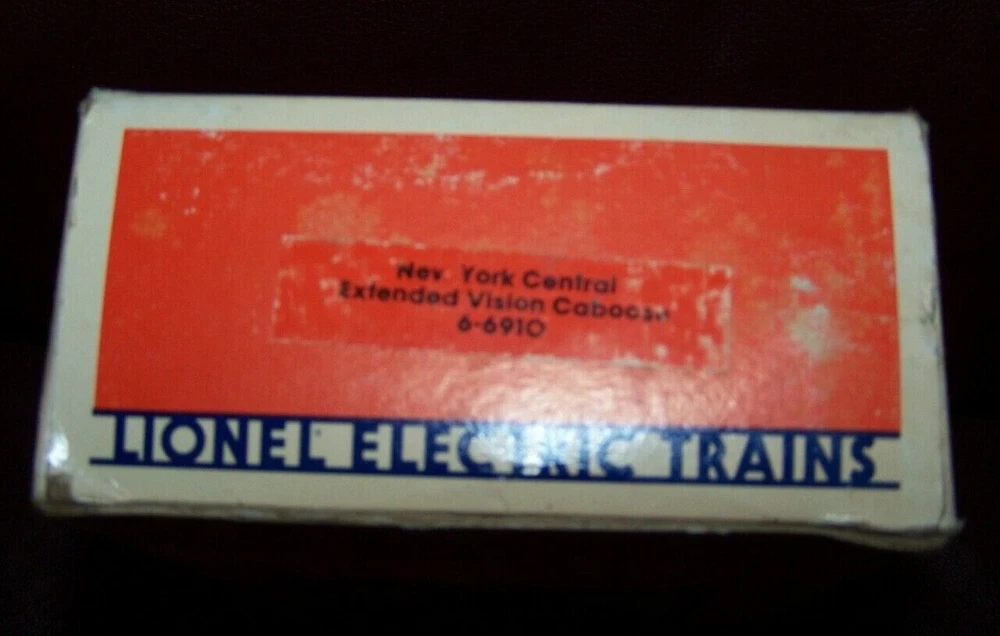 New York Central
Extended Vision Caboose
6-6910
LIONEL ELECTRIC TRAINS